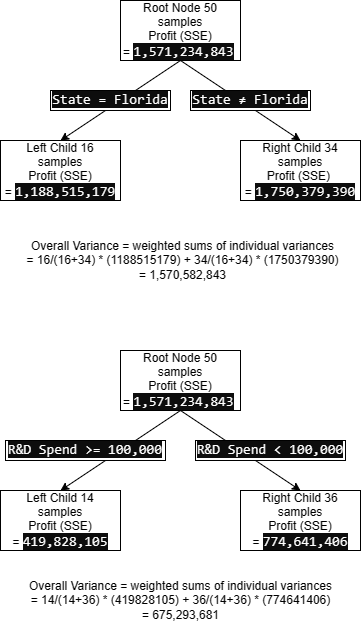 Root Node 50
samples
Profit (SSE)
= 1,571,234,843
State = Florida
State ≠ Florida
Left Child 16
samples
Profit (SSE)
= 1,188,515,179
Right Child 34
samples
Profit (SSE)
= 1,750,379,390
Overall Variance = weighted sums of individual variances
= 16/(16+34) * (1188515179) + 34/(16+34) * (1750379390)
= 1,570,582,843
Root Node 50
samples
Profit (SSE)
= 1,571,234,843
R&D Spend >= 100,000
R&D Spend < 100,000
Left Child 14
samples
Profit (SSE)
= 419,828,105
Right Child 36
samples
Profit (SSE)
= 774,641,406
Overall Variance = weighted sums of individual variances
= 14/(14+36) * (419828105) + 36/(14+36) * (774641406)
= 675,293,681